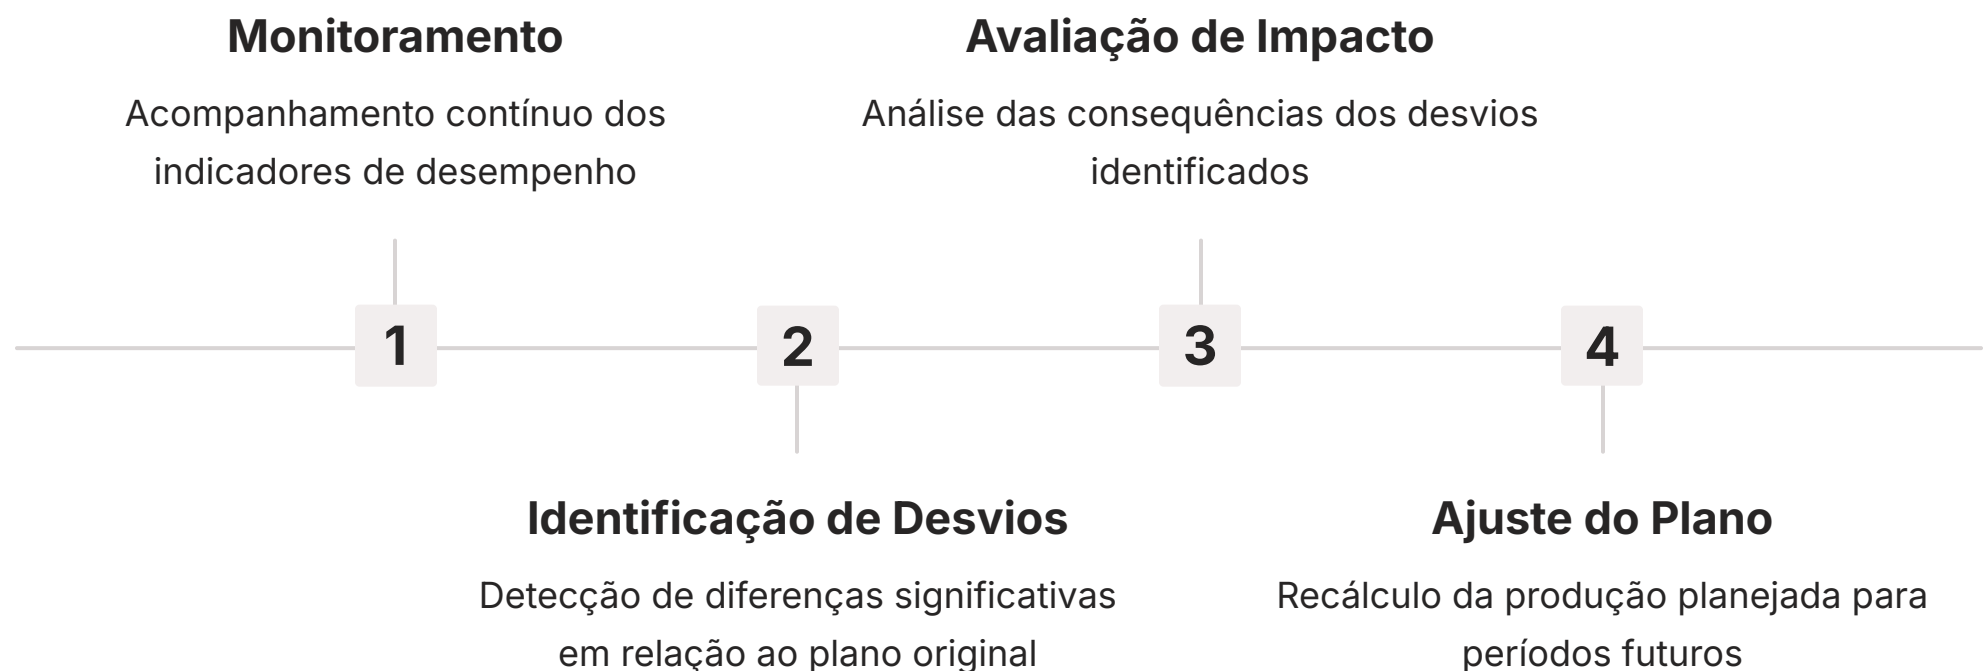 Monitoramento
Acompanhamento contínuo dos
indicadores de desempenho
Avaliação de Impacto
Análise das consequências dos desvios
identificados
1
2
3
4
Identificação de Desvios
Detecção de diferenças significativas
em relação ao plano original
Ajuste do Plano
Recálculo da produção planejada para
períodos futuros